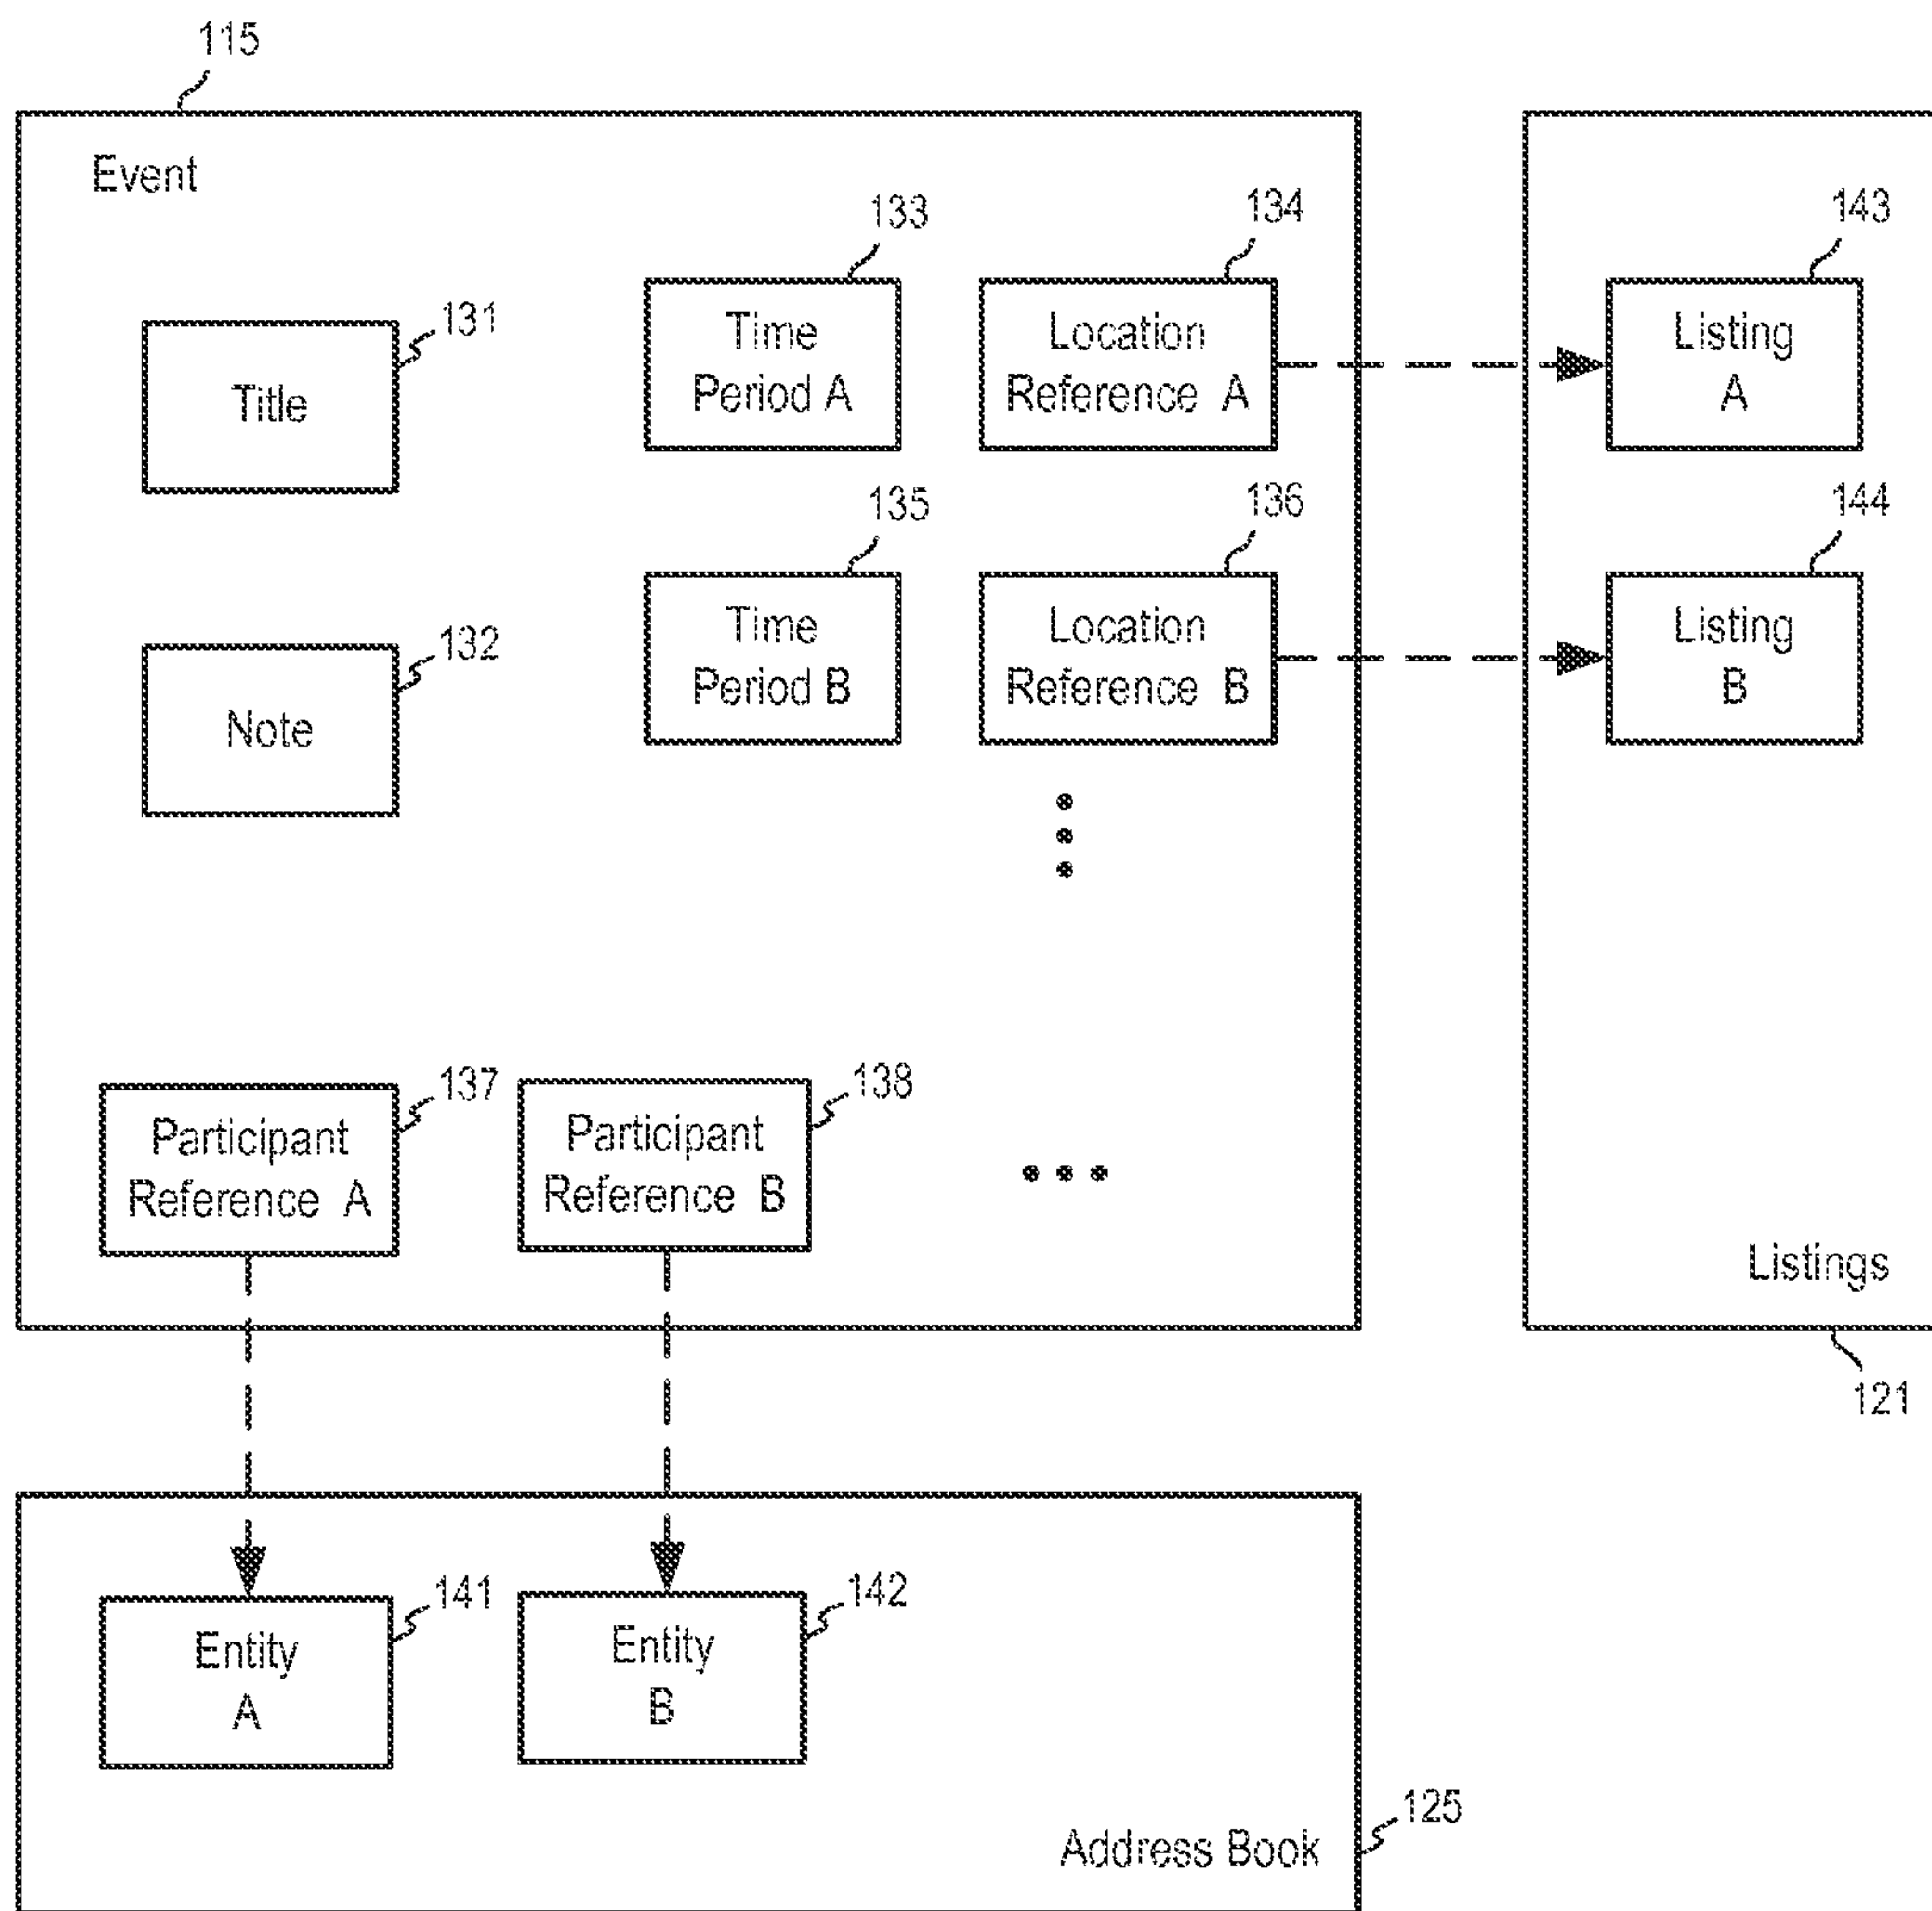 115
Event
133
134
143
131
Time
Period A
Location
Reference A
Listing
A
Title
135
136
144
132
Time
Period B
Location
Reference B
Listing
B
Note
137
138
Participant
Reference A
Participant
Reference B
Listings
121
141
142
Entity
A
Entity
B
125
Address Book